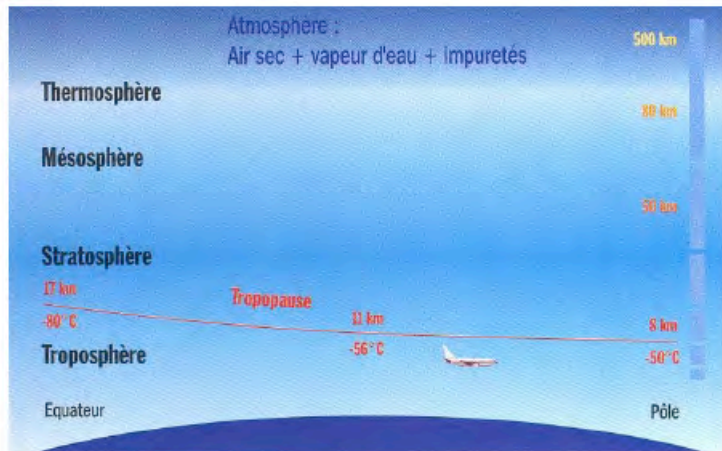 Atmosphère :
Air sec + vapeur d'eau + impuretés
500 km
Thermosphère
80 km
Mésosphère
50 km
Stratosphère
17 km
Tropopause
-80°C
11 km
8 km
Troposphère
-56°C
-50°C
Equateur
Pôle